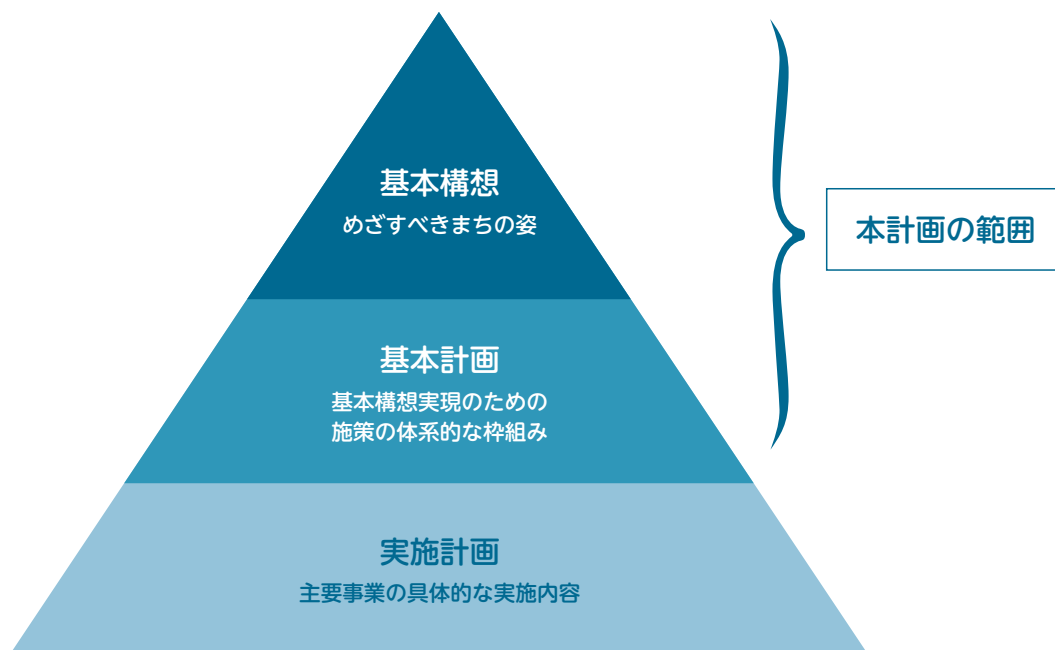 基本構想
めざすべきまちの姿
本計画の範囲
基本計画
基本構想実現のための
施策の体系的な枠組み
実施計画
主要事業の具体的な実施内容